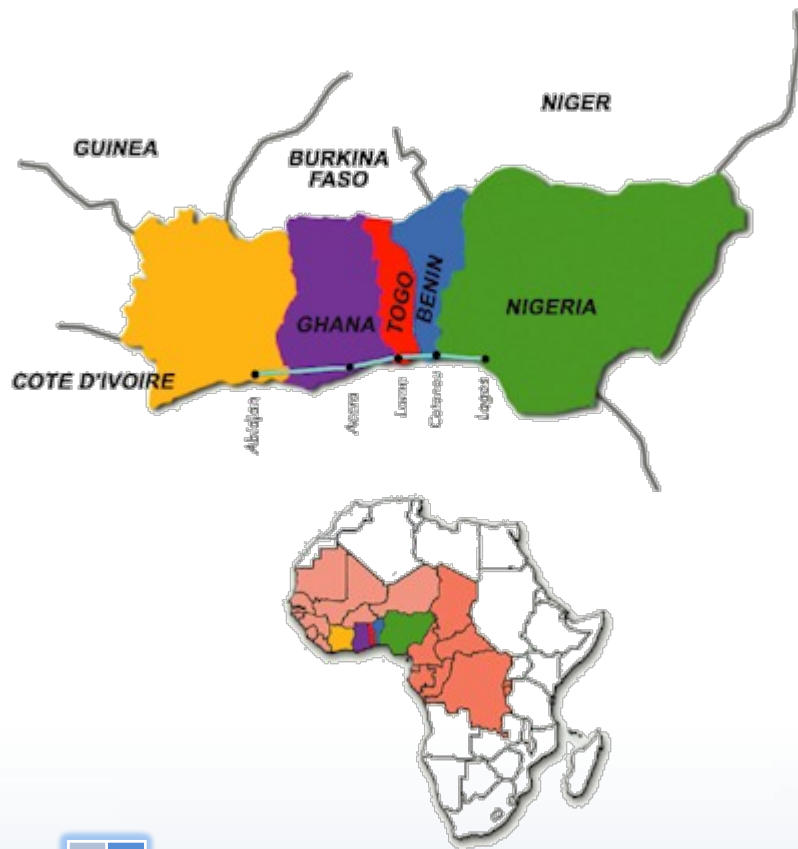 NIGER
GUINEA
BURKINA
FASO
TOGO
BENIN
NIGERIA
GHANA
COTE D'IVOIRE
Abidjan
Accra
Lome
Cotonou
Lagos